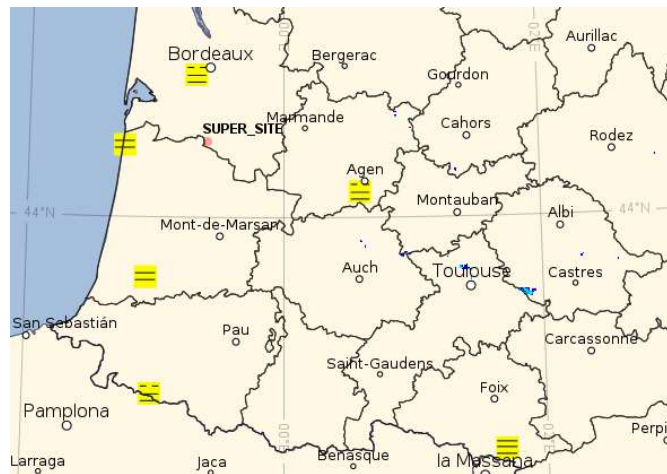 Bordeaux
Bergerac
Aurillac
Gourdon
SUPER_SITE
Marmande
Cahors
Rodez
Agen
44°N
Mont-de-Marsan
Montauban
Albi
44°N
Auch
Toulouse
Castres
San Sebastián
Pau
Carcassonne
Saint-Gaudens
Foix
Pamplona
Perpi
Larraga
Jaca
Benasque
la Massana